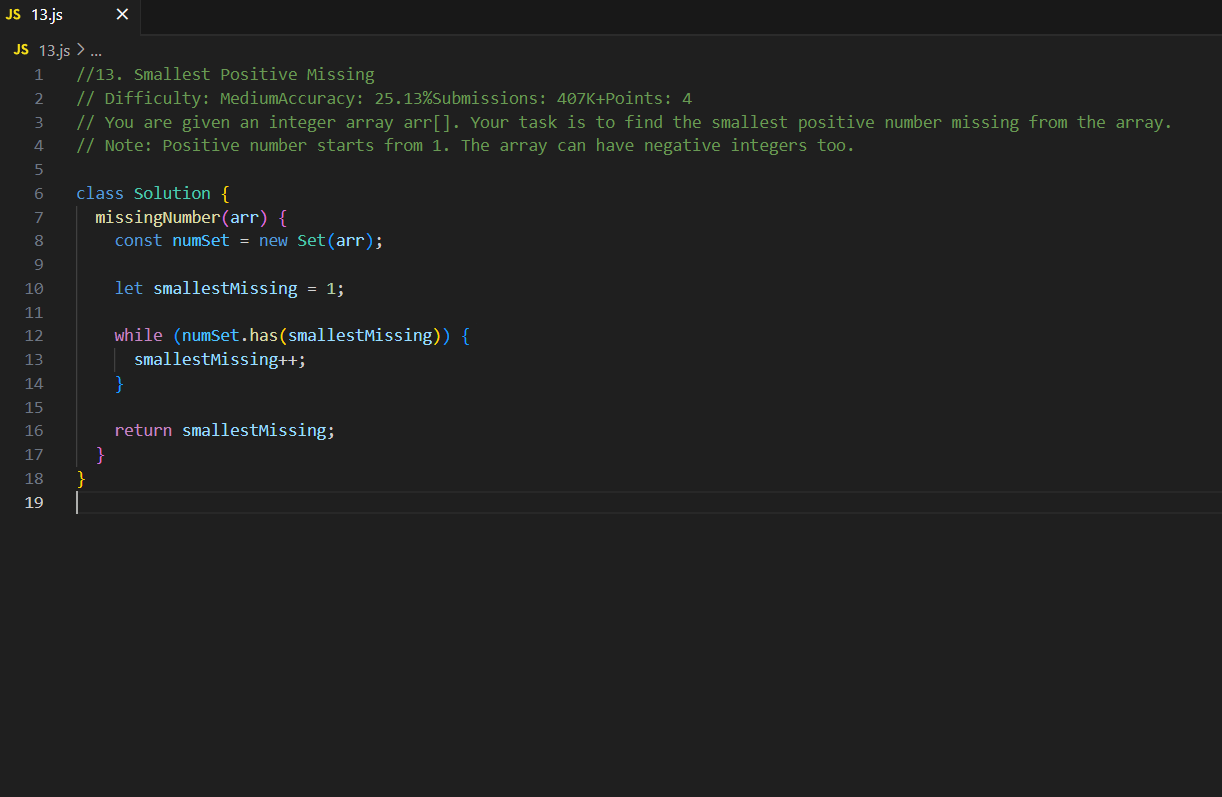 JS 13.js ✕
JS 13.js > ...
1 //13. Smallest Positive Missing
2 // Difficulty: MediumAccuracy: 25.13%Submissions: 407K+Points: 4
3 // You are given an integer array arr[]. Your task is to find the smallest positive number missing from the array.
4 // Note: Positive number starts from 1. The array can have negative integers too.
5
6 class Solution {
7   missingNumber(arr) {
8     const numSet = new Set(arr);
9
10     let smallestMissing = 1;
11
12     while (numSet.has(smallestMissing)) {
13       smallestMissing++;
14     }
15
16     return smallestMissing;
17   }
18 }
19